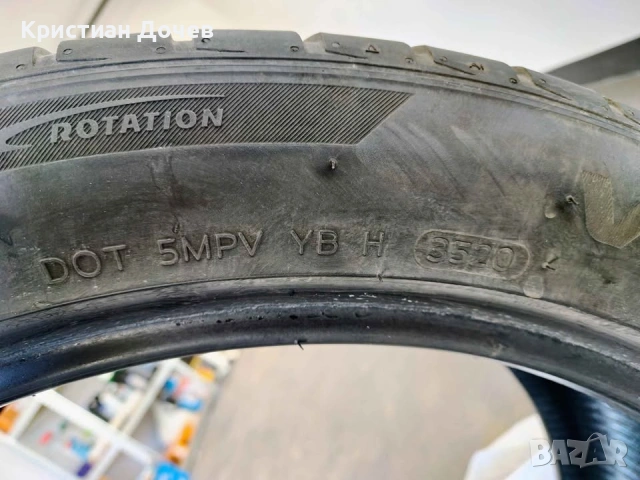 Кристиан Дочев
ROTATION
DOT 5MPV YB H 3520
V
BAZAR